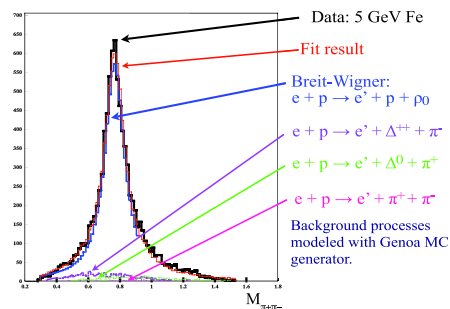 Data: 5 GeV Fe
Fit result
Breit-Wigner:
e + p → e’ + p + ρ0
e + p → e’ + Δ⁺⁺ + π⁻
e + p → e’ + Δ⁰ + π⁺
e + p → e’ + π⁺ + π⁻
Background processes
modeled with Genoa MC
generator.
700
650
600
550
500
450
400
350
300
250
200
150
100
50
0
0.2 0.4 0.6 0.8 1 1.2 1.4 1.6 1.8
M π+π−